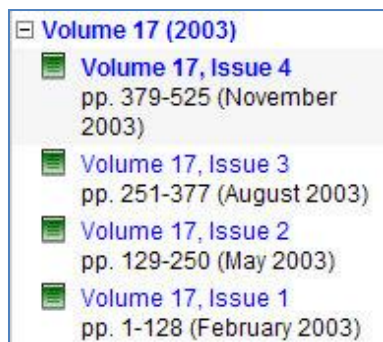 Volume 17 (2003)
Volume 17, Issue 4
pp. 379-525 (November
2003)
Volume 17, Issue 3
pp. 251-377 (August 2003)
Volume 17, Issue 2
pp. 129-250 (May 2003)
Volume 17, Issue 1
pp. 1-128 (February 2003)